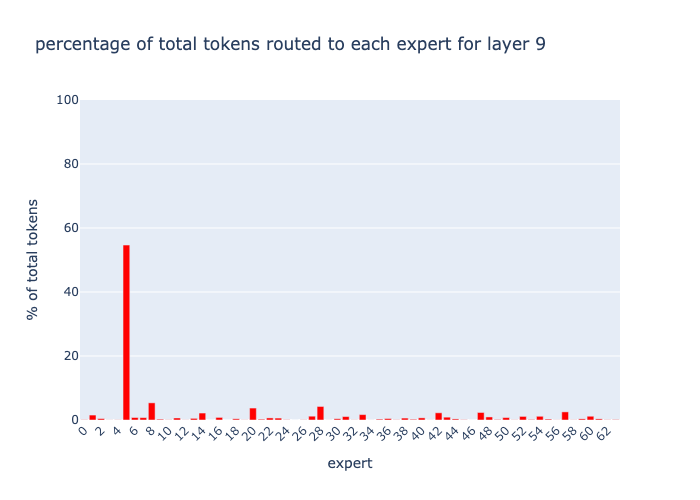 percentage of total tokens routed to each expert for layer 9
100
80
60
40
20
0
% of total tokens
0 2 4 6 8 10 12 14 16 18 20 22 24 26 28 30 32 34 36 38 40 42 44 46 48 50 52 54 56 58 60 62
expert